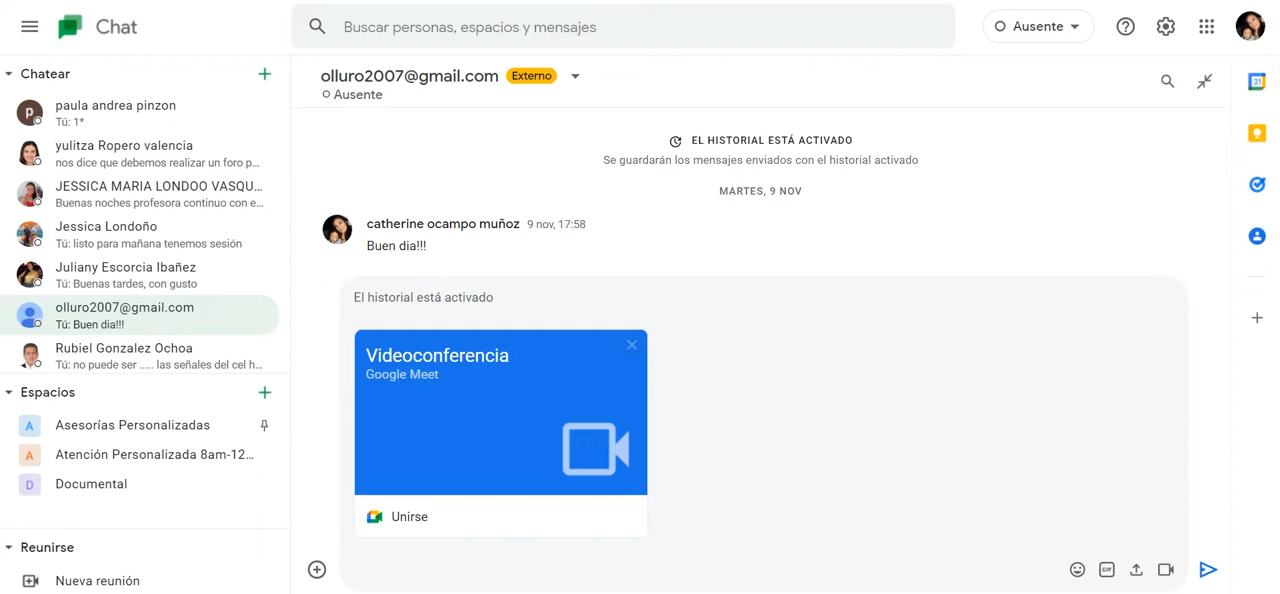 Chat
Buscar personas, espacios y mensajes
Ausente
Chatear
p
paula andrea pinzon
Tú: 1*
yulitza Ropero valencia
nos dice que debemos realizar un foro p...
JESSICA MARIA LONDOO VASQU...
Buenas noches profesora continuo con e...
Jessica Londoño
Tú: listo para mañana tenemos sesión
Juliany Escorcia Ibañez
Tú: Buenas tardes, con gusto
olluro2007@gmail.com
Tú: Buen dia!!!
Rubiel Gonzalez Ochoa
Tú: no puede ser ..... las señales del cel h...
Espacios
A Asesorías Personalizadas
A Atención Personalizada 8am-12...
D Documental
Reunirse
Nueva reunión
olluro2007@gmail.com Externo
Ausente
EL HISTORIAL ESTÁ ACTIVADO
Se guardarán los mensajes enviados con el historial activado
MARTES, 9 NOV
catherine ocampo muñoz 9 nov, 17:58
Buen dia!!!
El historial está activado
Videoconferencia
Google Meet
Unirse
GIF
31